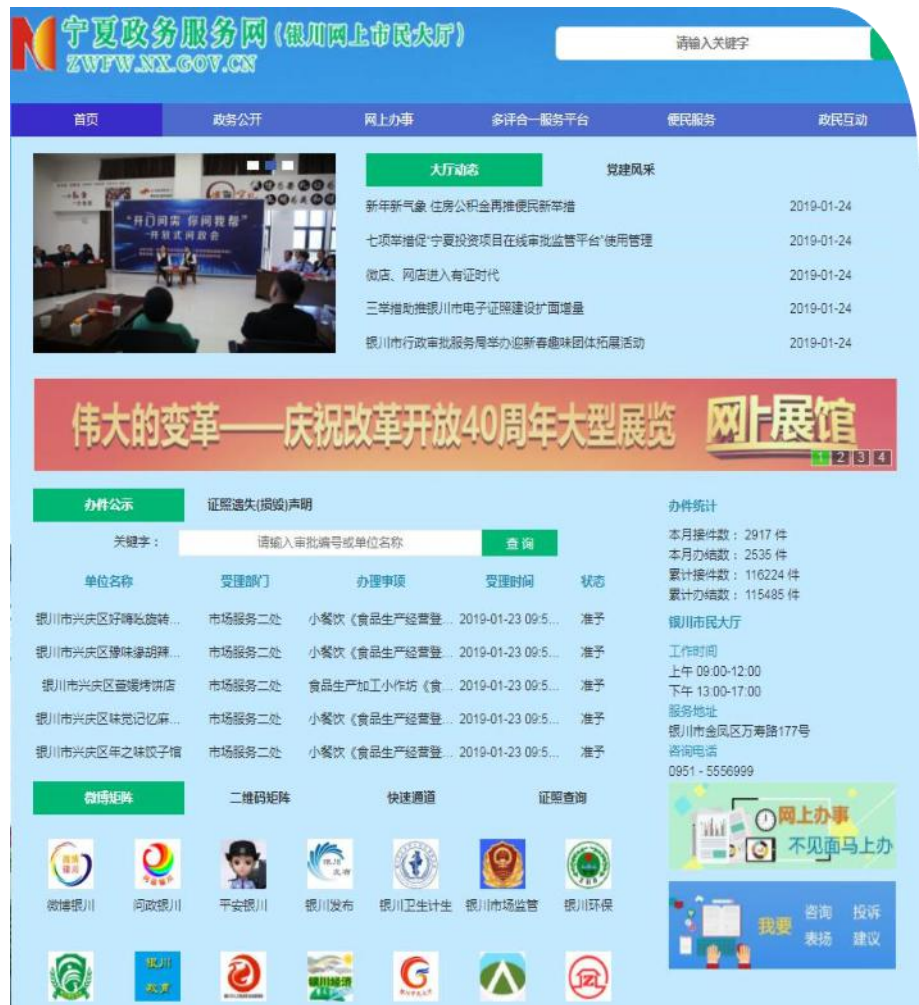 宁夏政务服务网(银川网上市民大厅)
ZWFW.NX.GOV.CN
请输入关键字
首页 政务公开 网上办事 多评合一服务平台 便民服务 政民互动
"开门问需 你问我帮"
开放式问政会
大厅动态 党建风采
新年新气象 住房公积金再推便民新举措 2019-01-24
七项举措促"宁夏投资项目在线审批监管平台"使用管理 2019-01-24
微店、网店进入有证时代 2019-01-24
三举措助推银川市电子证照建设扩面增量 2019-01-24
银川市行政审批服务局举办迎新春趣味团体拓展活动 2019-01-24
伟大的变革——庆祝改革开放40周年大型展览 网上展馆
1 2 3 4
办件公示 证照遗失(损毁)声明
关键字: 请输入审批编号或单位名称 查询
单位名称 受理部门 办理事项 受理时间 状态
银川市兴庆区好嗨吆旋转... 市场服务二处 小餐饮《食品生产经营登... 2019-01-23 09:5... 准予
银川市兴庆区豫味缘胡辣... 市场服务二处 小餐饮《食品生产经营登... 2019-01-23 09:5... 准予
银川市兴庆区萱媛烤饼店 市场服务二处 食品生产加工小作坊《食... 2019-01-23 09:5... 准予
银川市兴庆区味觉记忆麻... 市场服务二处 小餐饮《食品生产经营登... 2019-01-23 09:5... 准予
银川市兴庆区年之味饺子馆 市场服务二处 小餐饮《食品生产经营登... 2019-01-23 09:5... 准予
办件统计
本月接件数: 2917 件
本月办结数: 2535 件
累计接件数: 116224 件
累计办结数: 115485 件
银川市民大厅
工作时间
上午 09:00-12:00
下午 13:00-17:00
服务地址
银川市金凤区万寿路177号
咨询电话
0951 - 5556999
网上办事
不见面马上办
我要 咨询 投诉
表扬 建议
微博矩阵 二维码矩阵 快速通道 证照查询
微博银川 问政银川 平安银川 银川发布 银川卫生计生 银川市场监管 银川环保
银川
教育
银川经济